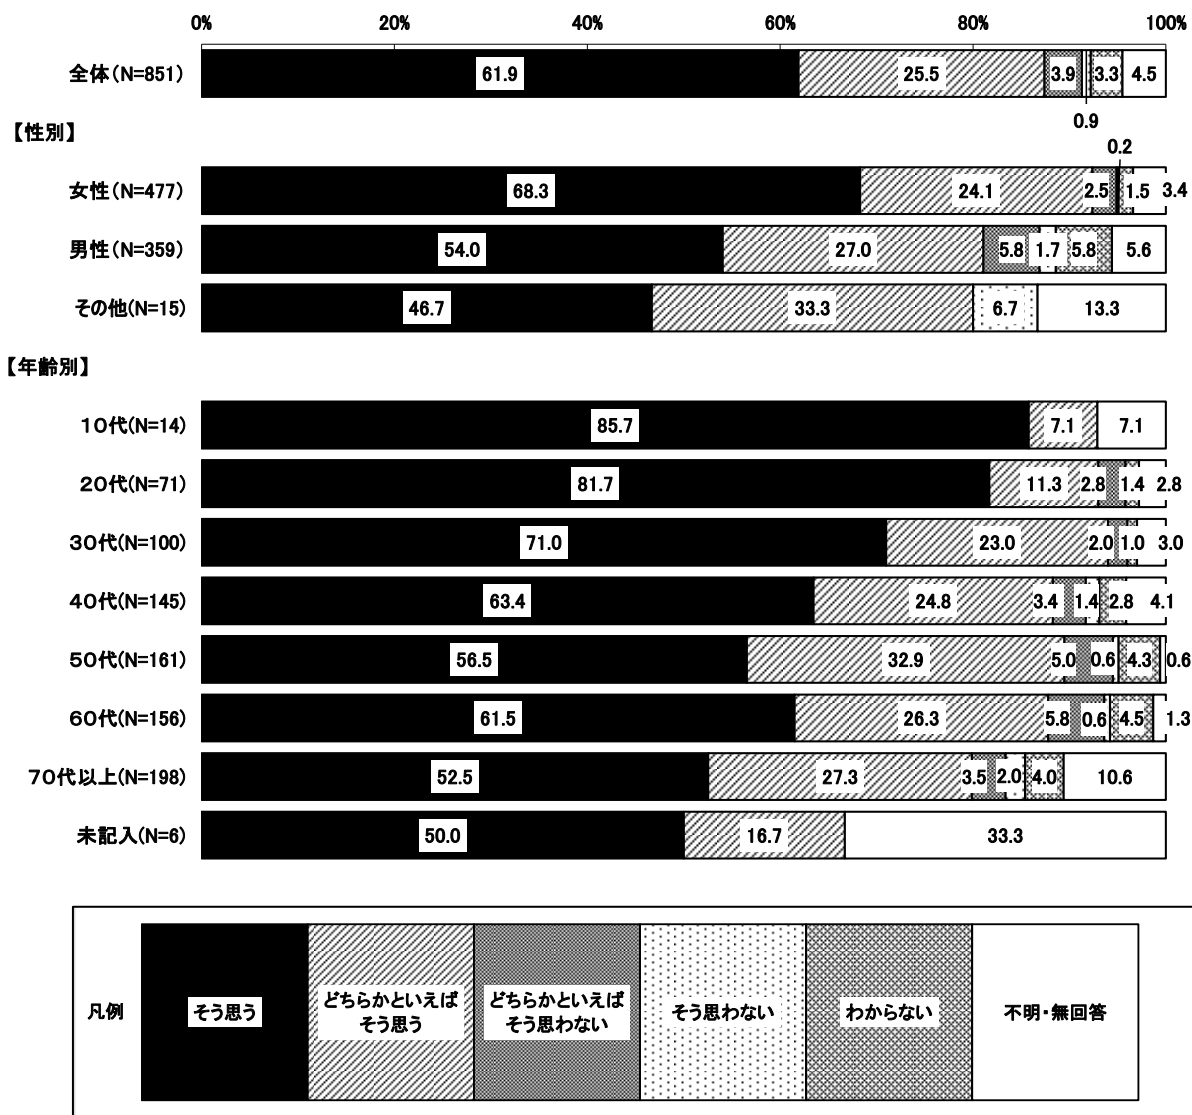 0% 20% 40% 60% 80% 100%
全体(N=851) 61.9 25.5 3.9 3.3 4.5
0.9
【性別】
0.2
女性(N=477) 68.3 24.1 2.5 1.5 3.4
男性(N=359) 54.0 27.0 5.8 1.7 5.8 5.6
その他(N=15) 46.7 33.3 6.7 13.3
【年齢別】
10代(N=14) 85.7 7.1 7.1
20代(N=71) 81.7 11.3 2.8 1.4 2.8
30代(N=100) 71.0 23.0 2.0 1.0 3.0
40代(N=145) 63.4 24.8 3.4 1.4 2.8 4.1
50代(N=161) 56.5 32.9 5.0 0.6 4.3 0.6
60代(N=156) 61.5 26.3 5.8 0.6 4.5 1.3
70代以上(N=198) 52.5 27.3 3.5 2.0 4.0 10.6
未記入(N=6) 50.0 16.7 33.3
凡例
そう思う
どちらかといえば
そう思う
どちらかといえば
そう思わない
そう思わない
わからない
不明・無回答